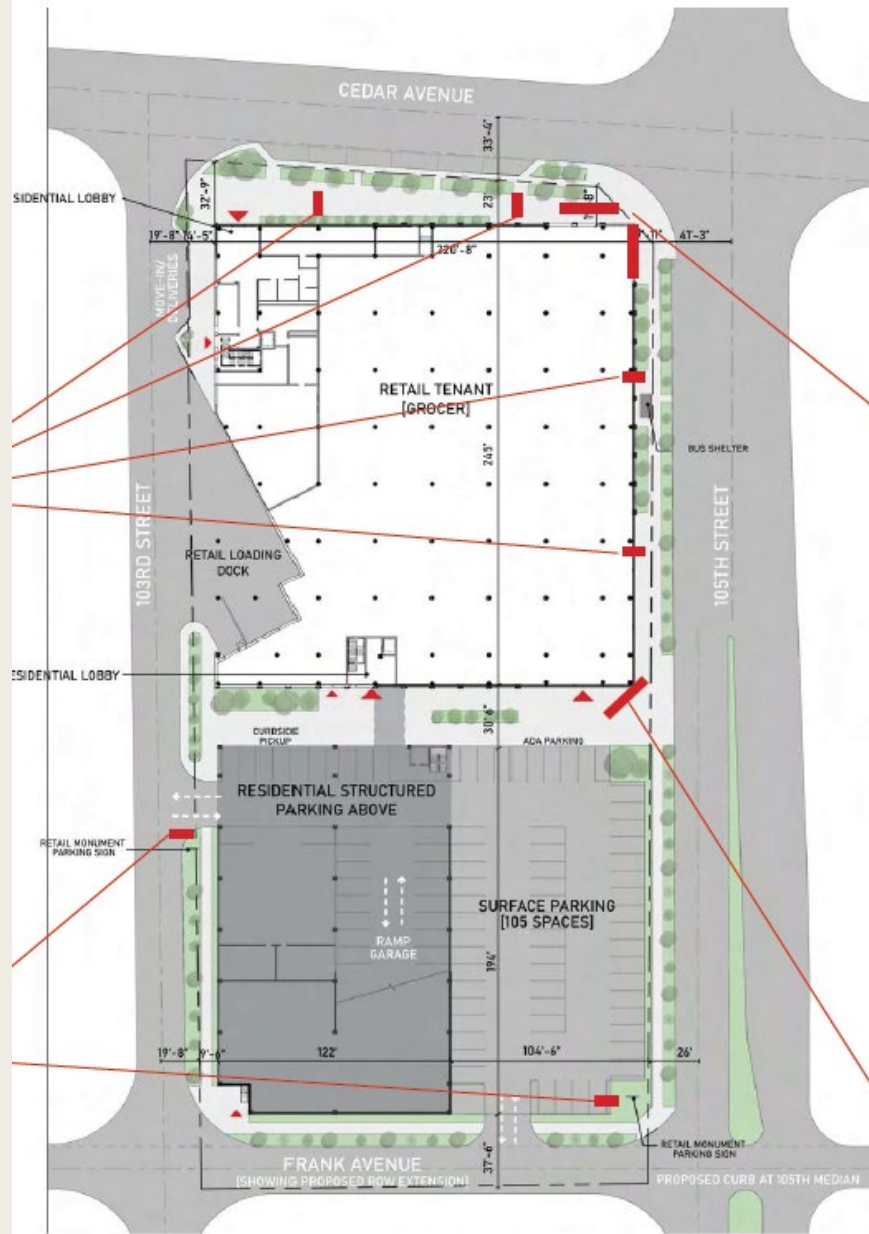 CEDAR AVENUE
33'-4"
SIDENTIAL LOBBY
32'-9"
23'
19'-8"
4'-5"
220'-8"
11"
41'-3"
MOVE-IN/
DELIVERIES
RETAIL TENANT
[GROCER]
BUS SHELTER
245'
103RD STREET
105TH STREET
RETAIL LOADING
DOCK
ESIDENTIAL LOBBY
30'-6"
CURBSIDE
PICKUP
ADA PARKING
RESIDENTIAL STRUCTURED
PARKING ABOVE
RETAIL MONUMENT
PARKING SIGN
SURFACE PARKING
[105 SPACES]
RAMP
GARAGE
194'
19'-8"
9'-6"
122'
104'-6"
26'
RETAIL MONUMENT
PARKING SIGN
37'-6"
FRANK AVENUE
(SHOWING PROPOSED ROW EXTENSION)
PROPOSED CURB AT 105TH MEDIAN